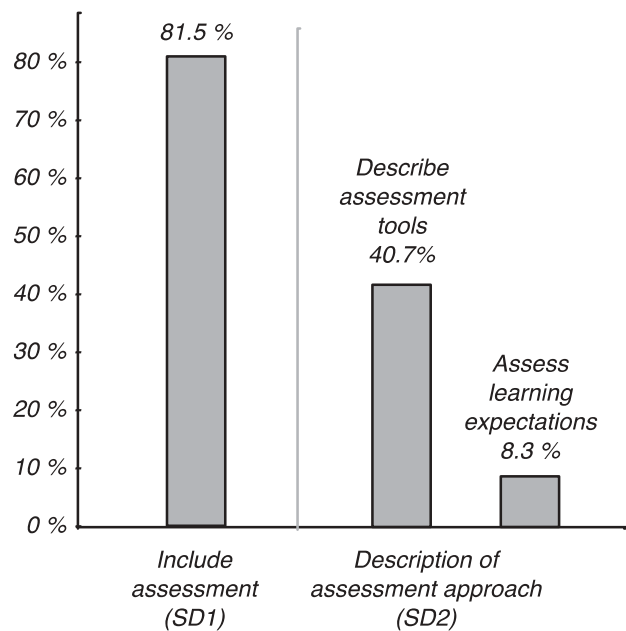 81.5 %
80 %
70 %
60 %
50 %
40 %
30 %
20 %
10 %
0 %
Describe
assessment
tools
40.7%
Assess
learning
expectations
8.3 %
Include
assessment
(SD1)
Description of
assessment approach
(SD2)